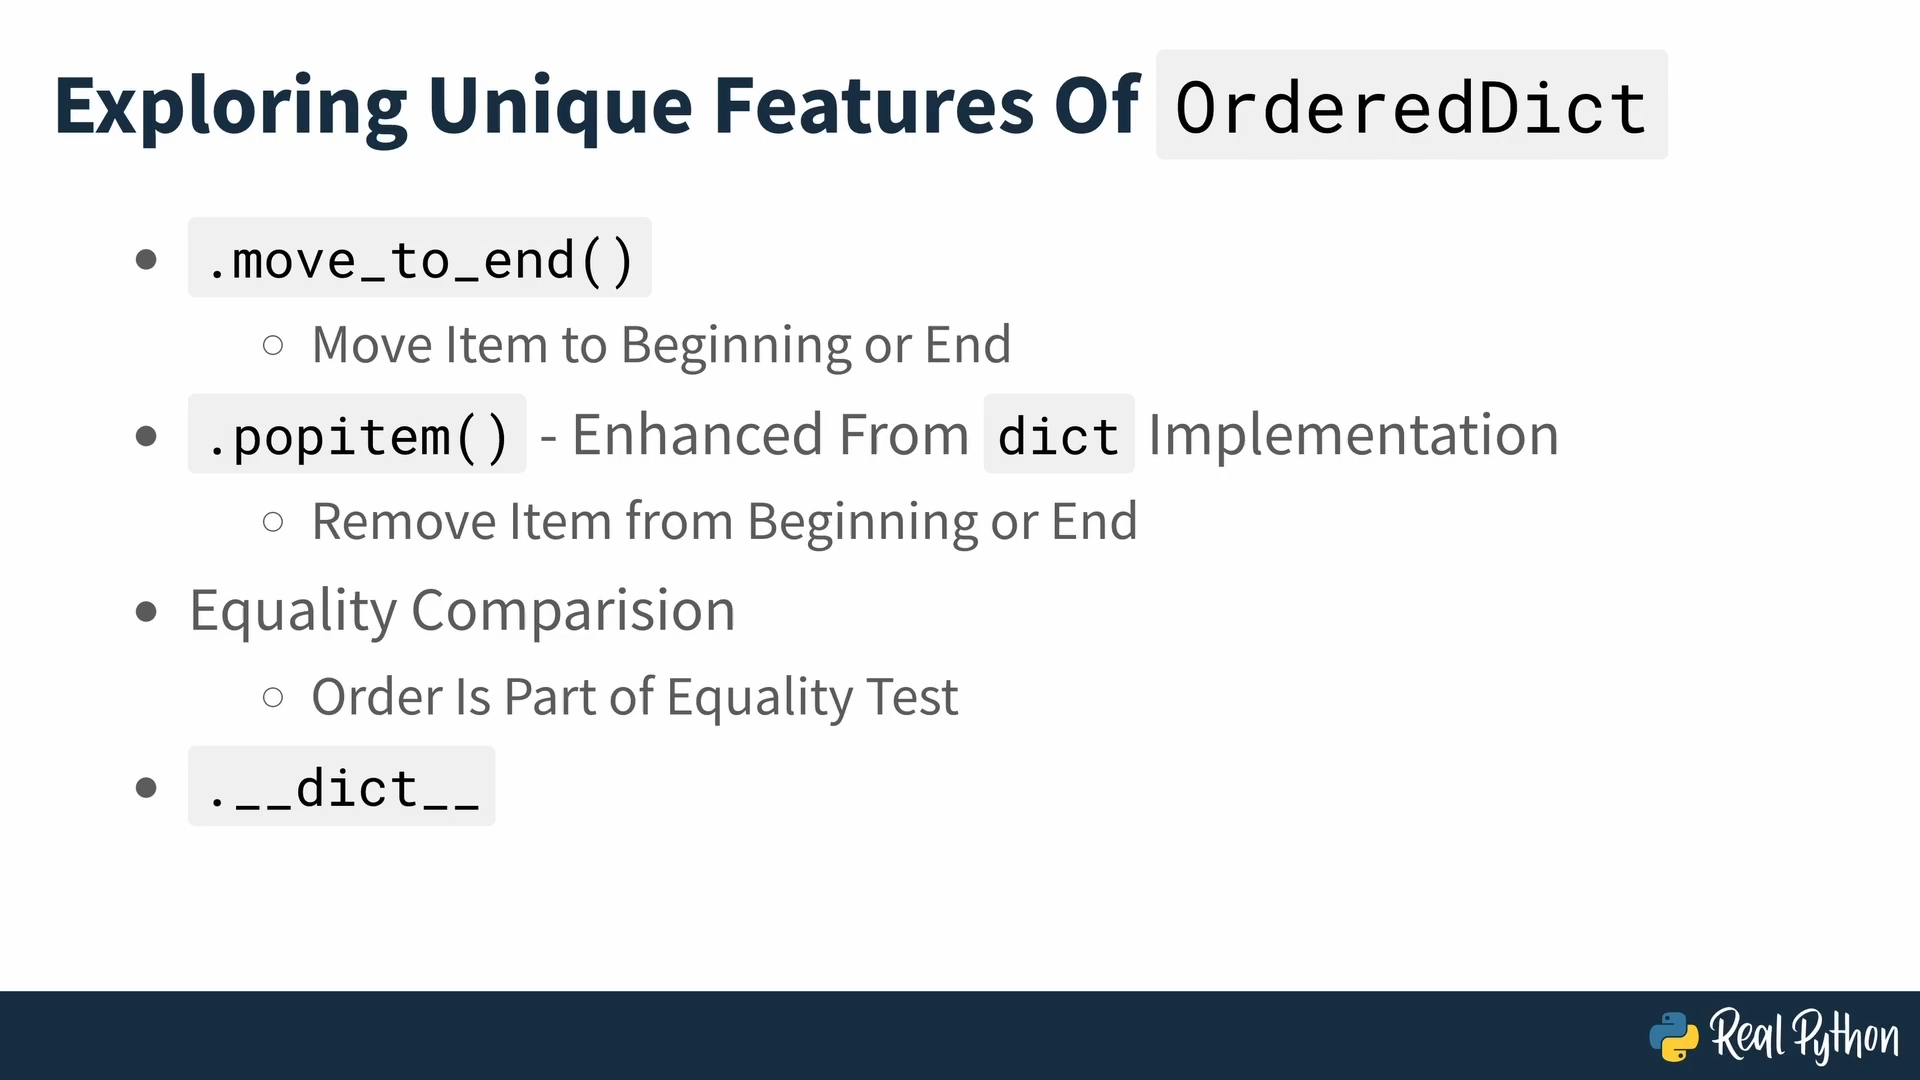 Exploring Unique Features Of OrderedDict
.move_to_end()
Move Item to Beginning or End
.popitem() - Enhanced From dict Implementation
Remove Item from Beginning or End
Equality Comparision
Order Is Part of Equality Test
.__dict__
Real Python